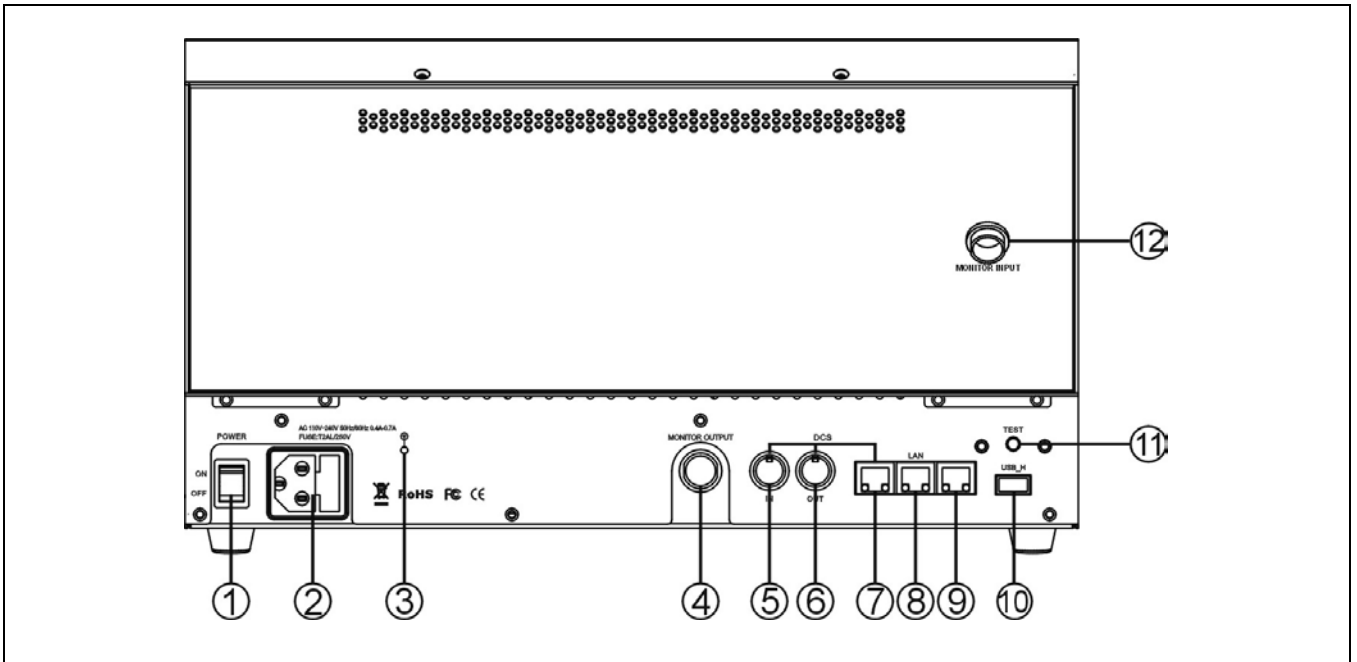 MONITOR INPUT
12
POWER
ON
OFF
AC 110V-240V 50Hz/60Hz 0.4A-0.7A
FUSE:T2AL/250V
RoHS FC CE
MONITOR OUTPUT
DCS
IN
OUT
LAN
TEST
USB_H
11
1
2
3
4
5
6
7
8
9
10